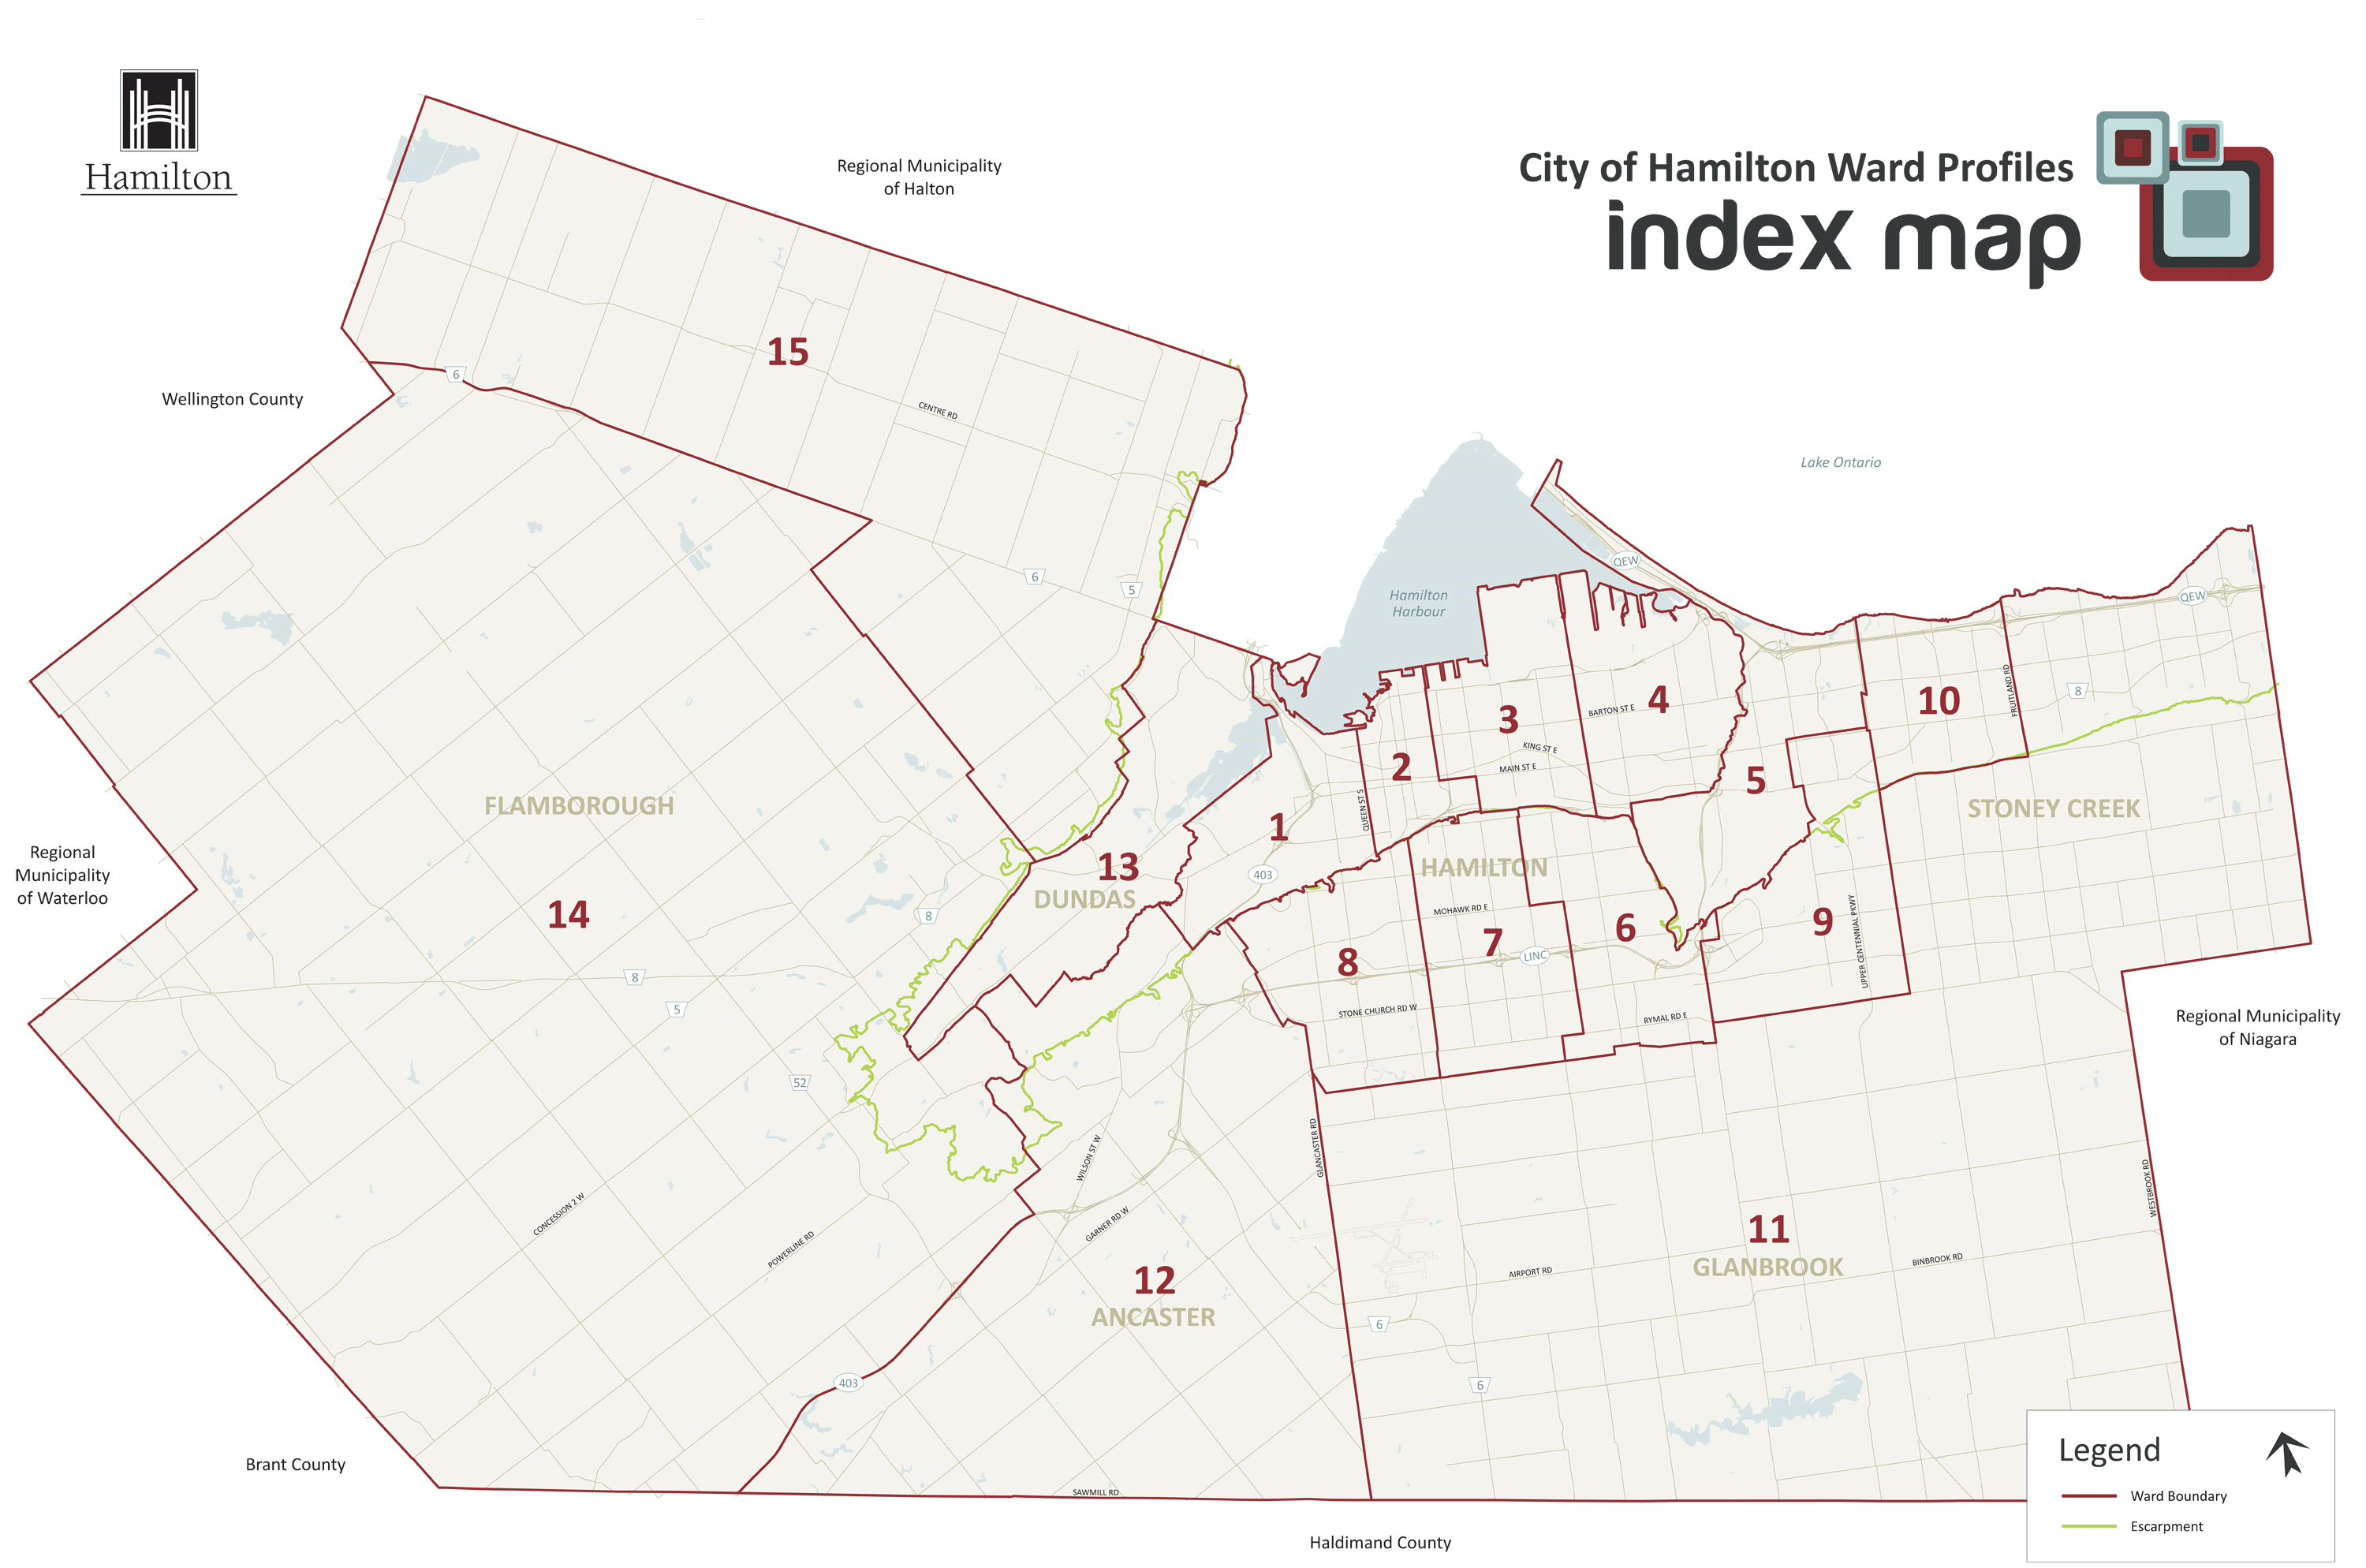 Hamilton
City of Hamilton Ward Profiles
index map
Regional Municipality
of Halton
Wellington County
15
6
CENTRE RD
Lake Ontario
QEW
6
5
Hamilton
Harbour
QEW
FRUITLAND RD
8
10
4
3
BARTON ST E
KING ST E
MAIN ST E
2
5
QUEEN ST S
1
FLAMBOROUGH
STONEY CREEK
13
DUNDAS
403
HAMILTON
Regional
Municipality
of Waterloo
14
8
MOHAWK RD E
6
9
UPPER CENTENNIAL PKWY
7
8
LINC
8
5
STONE CHURCH RD W
RYMAL RD E
Regional Municipality
of Niagara
52
WILSON ST W
GLANCASTER RD
WESTBROOK RD
CONCESSION 2 W
POWERLINE RD
GARNER RD W
11
GLANBROOK
AIRPORT RD
BINBROOK RD
12
ANCASTER
6
403
6
Brant County
SAWMILL RD
Haldimand County
Legend
Ward Boundary
Escarpment